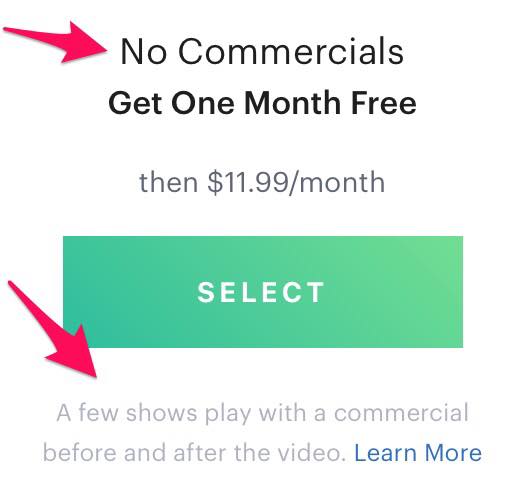 No Commercials
Get One Month Free
then $11.99/month
SELECT
A few shows play with a commercial
before and after the video. Learn More